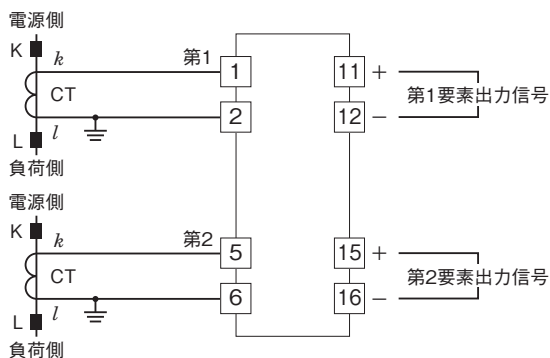 電源側
K k 第1 1 11 +
CT 第1要素出力信号
2 12 −
L l
負荷側
電源側
K k 第2 5 15 +
CT 第2要素出力信号
6 16 −
L l
負荷側